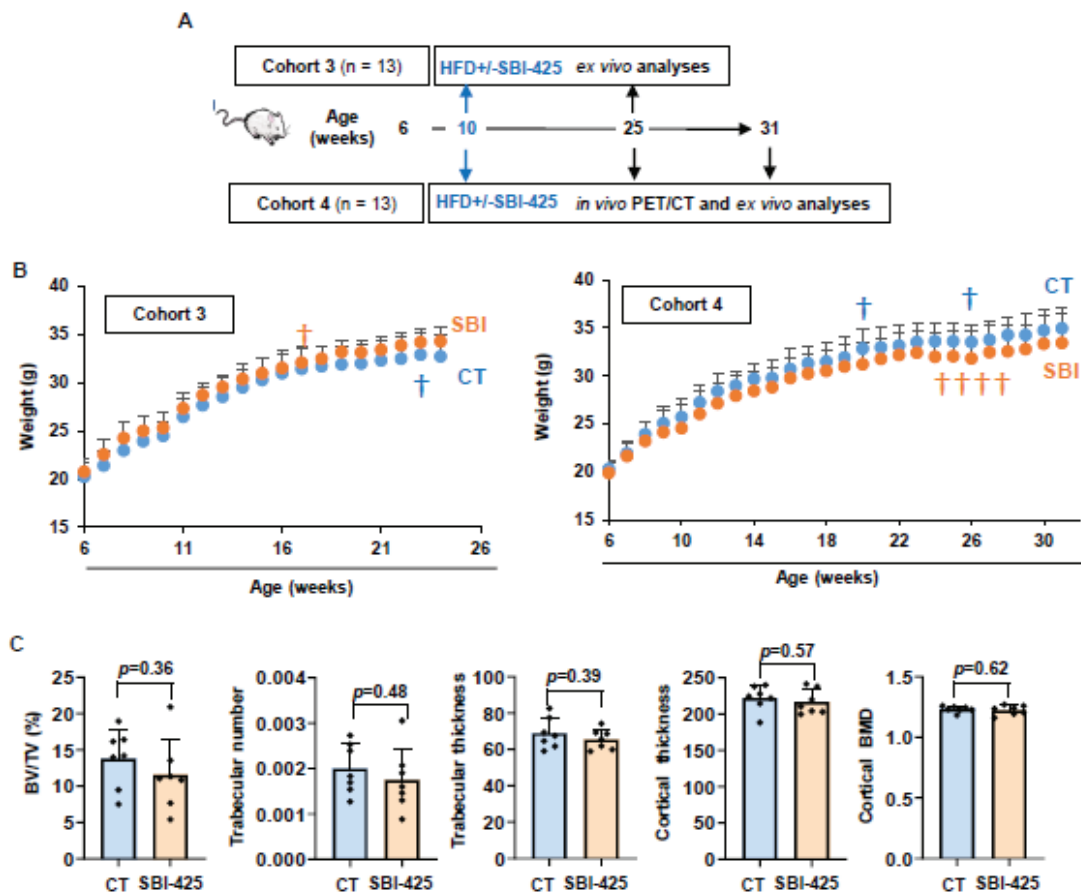 A
Cohort 3 (n = 13)
HFD+/-SBI-425 ex vivo analyses
Age (weeks)
6 10 25 31
Cohort 4 (n = 13)
HFD+/-SBI-425 in vivo PET/CT and ex vivo analyses
B
Cohort 3
Weight (g)
40
35
30
25
20
15
6 11 16 21 26
Age (weeks)
† SBI
† CT
Cohort 4
Weight (g)
40
35
30
25
20
15
6 10 14 18 22 26 30
Age (weeks)
† † CT
†††† SBI
C
BV/TV (%)
25
20
15
10
5
0
p=0.36
CT SBI-425
Trabecular number
0.004
0.003
0.002
0.001
0.000
p=0.48
CT SBI-425
Trabecular thickness
100
80
60
40
20
0
p=0.39
CT SBI-425
Cortical thickness
250
200
150
100
50
0
p=0.57
CT SBI-425
Cortical BMD
1.5
1.0
0.5
0.0
p=0.62
CT SBI-425